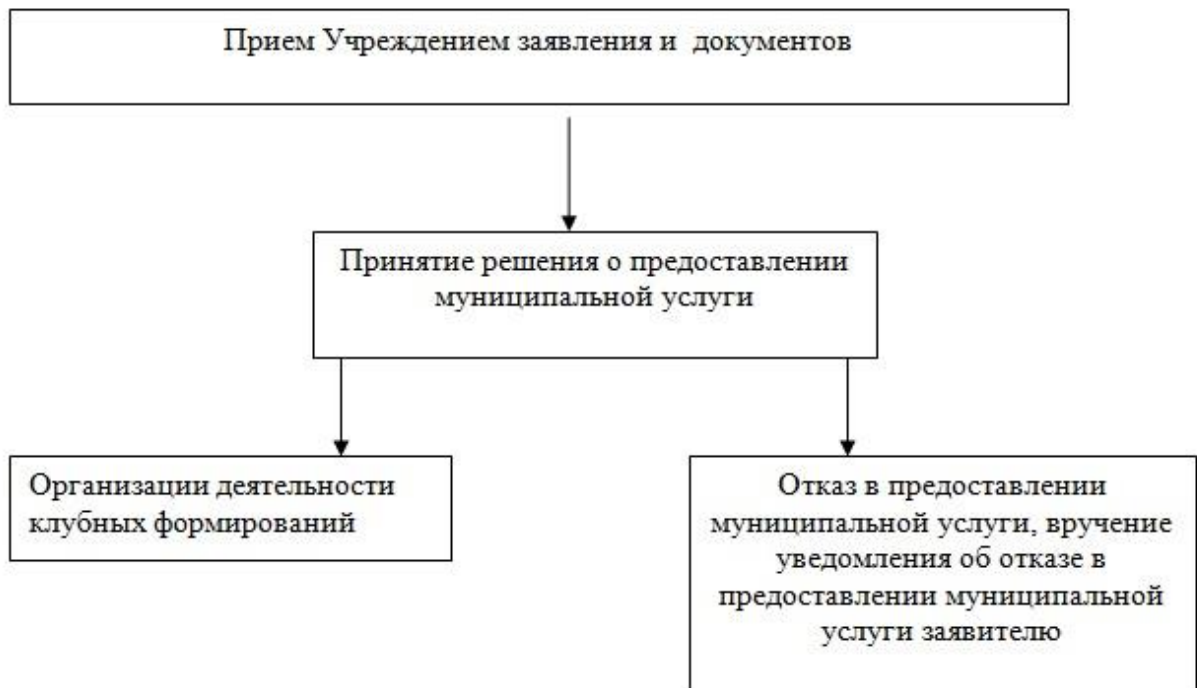 Прием Учреждением заявления и документов
Принятие решения о предоставлении
муниципальной услуги
Организации деятельности
клубных формирований
Отказ в предоставлении
муниципальной услуги, вручение
уведомления об отказе в
предоставлении муниципальной
услуги заявителю